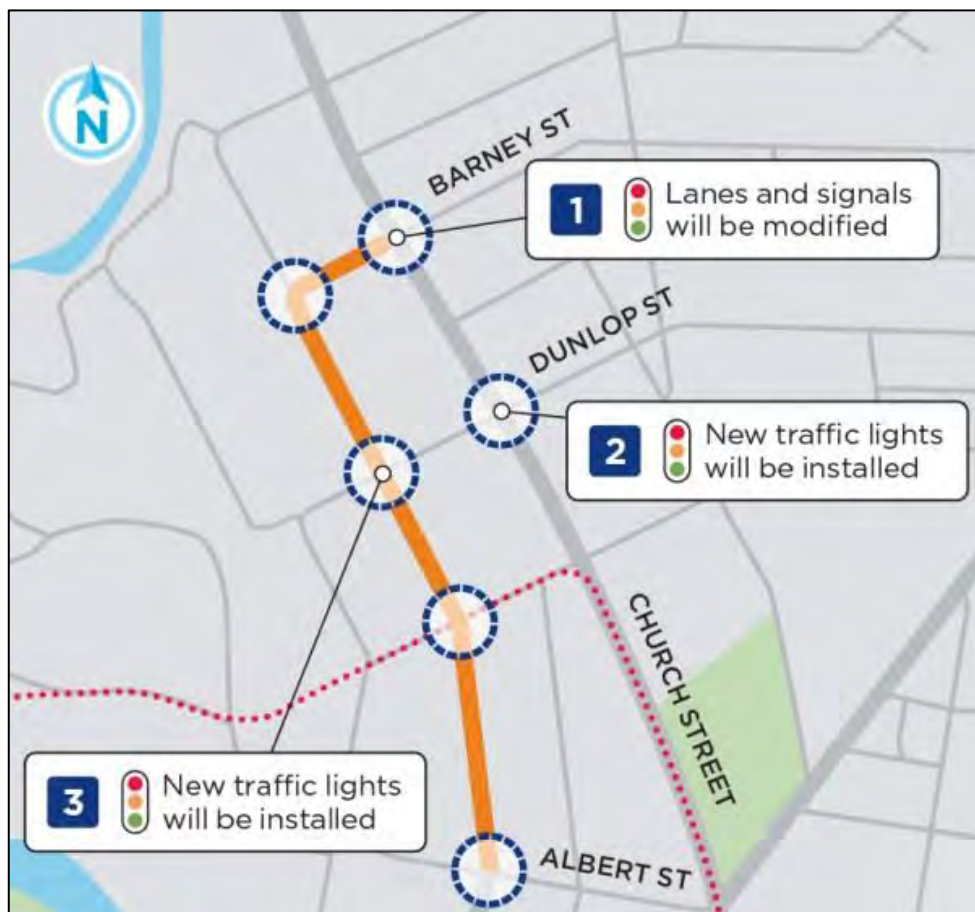 N
BARNEY ST
1
Lanes and signals
will be modified
DUNLOP ST
2
New traffic lights
will be installed
CHURCH STREET
3
New traffic lights
will be installed
ALBERT ST